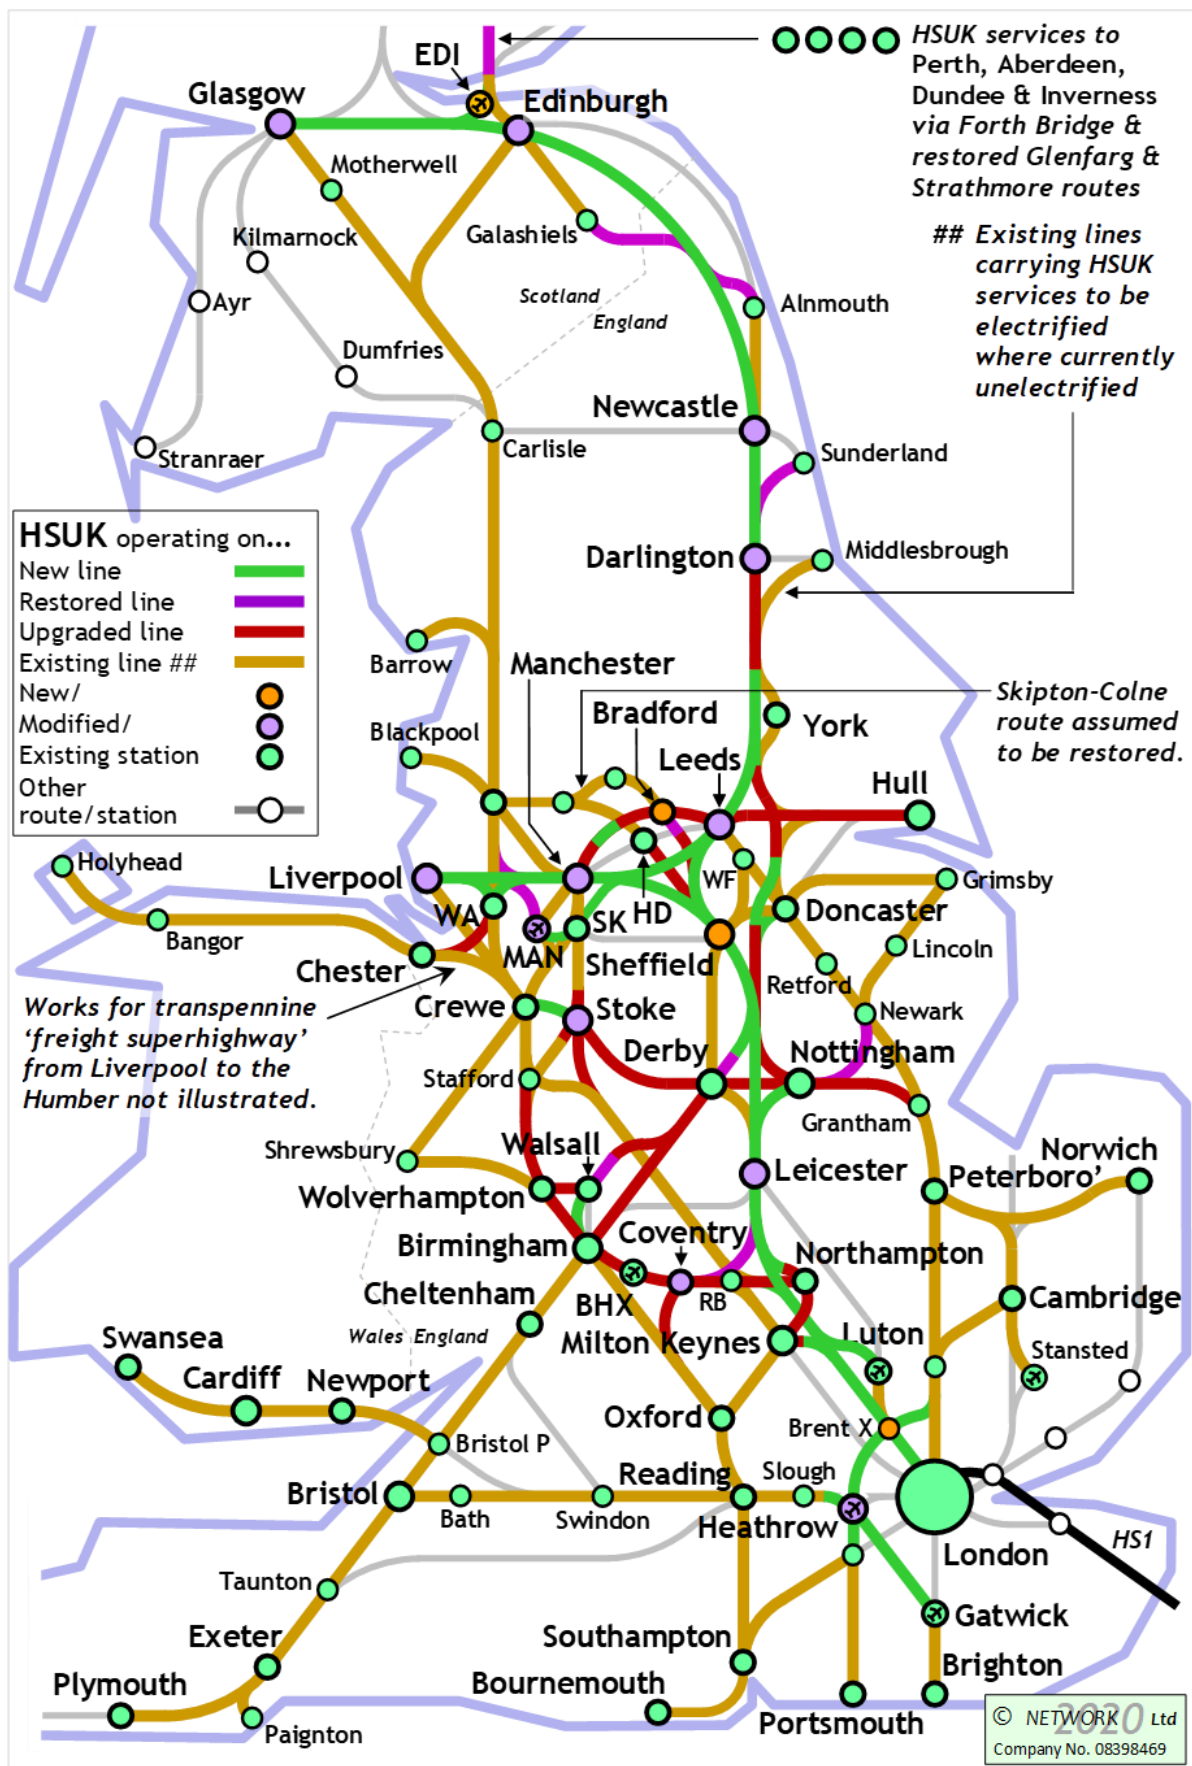 HSUK services to
Perth, Aberdeen,
Dundee & Inverness
via Forth Bridge &
restored Glenfarg &
Strathmore routes
EDI
Glasgow
Edinburgh
Motherwell
Galashiels
Kilmarnock
## Existing lines
carrying HSUK
services to be
electrified
where currently
unelectrified
Ayr
Scotland
England
Alnmouth
Dumfries
Newcastle
Carlisle
Sunderland
Stranraer
HSUK operating on...
New line
Restored line
Upgraded line
Existing line ##
New/
Modified/
Existing station
Other
route/station
Darlington
Middlesbrough
Barrow
Manchester
Skipton-Colne
route assumed
to be restored.
Bradford
York
Blackpool
Leeds
Hull
Holyhead
Liverpool
WF
Grimsby
WA
SK
HD
Doncaster
Bangor
MAN
Lincoln
Chester
Sheffield
Retford
Works for transpennine
‘freight superhighway’
from Liverpool to the
Humber not illustrated.
Crewe
Stoke
Newark
Derby
Nottingham
Stafford
Grantham
Shrewsbury
Walsall
Norwich
Leicester
Peterboro’
Wolverhampton
Coventry
Birmingham
Northampton
Cheltenham
BHX
RB
Cambridge
Wales England
Milton Keynes
Luton
Swansea
Stansted
Cardiff
Newport
Oxford
Brent X
Bristol P
Reading
Slough
Bristol
Bath
Swindon
Heathrow
HS1
London
Taunton
Gatwick
Exeter
Southampton
Brighton
Plymouth
Bournemouth
Paignton
Portsmouth
© NETWORK 2020 Ltd
Company No. 08398469